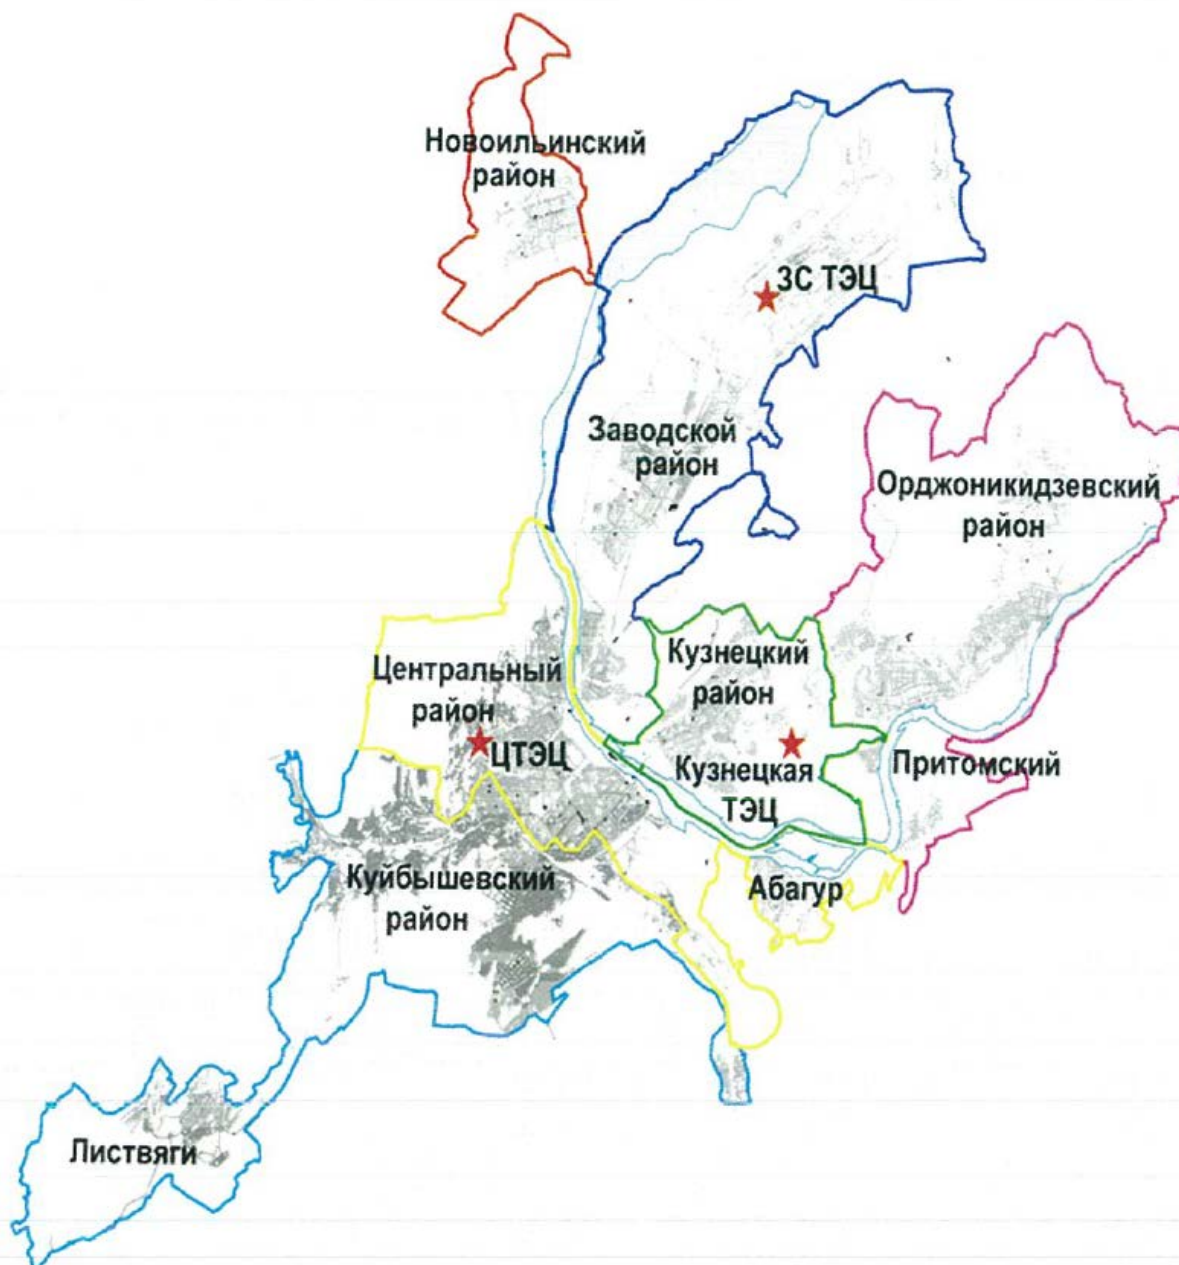 Новоильинский
район
ЗС ТЭЦ
Заводской
район
Орджоникидзевский
район
Кузнецкий
район
Центральный
район
ЦТЭЦ
Кузнецкая
ТЭЦ
Притомский
Абагур
Куйбышевский
район
Листвяги